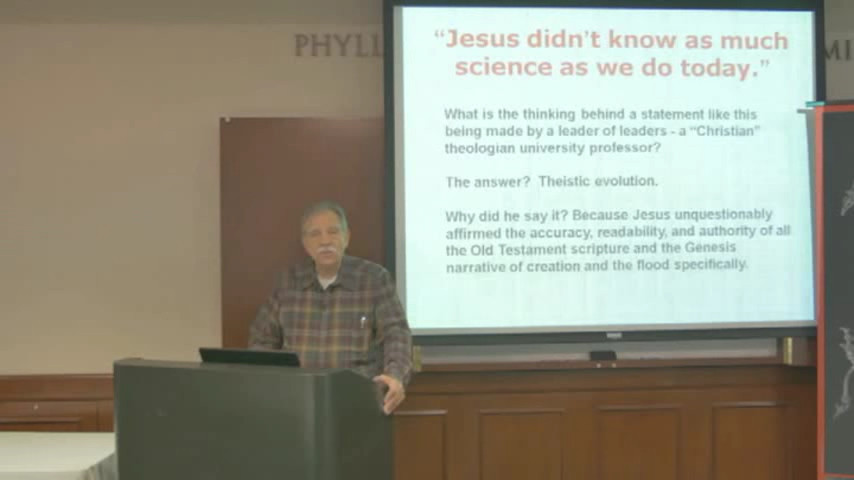 PHYLL
MI
“Jesus didn't know as much
science as we do today.”
What is the thinking behind a statement like this
being made by a leader of leaders - a “Christian”
theologian university professor?
The answer? Theistic evolution.
Why did he say it? Because Jesus unquestionably
affirmed the accuracy, readability, and authority of all
the Old Testament scripture and the Genesis
narrative of creation and the flood specifically.